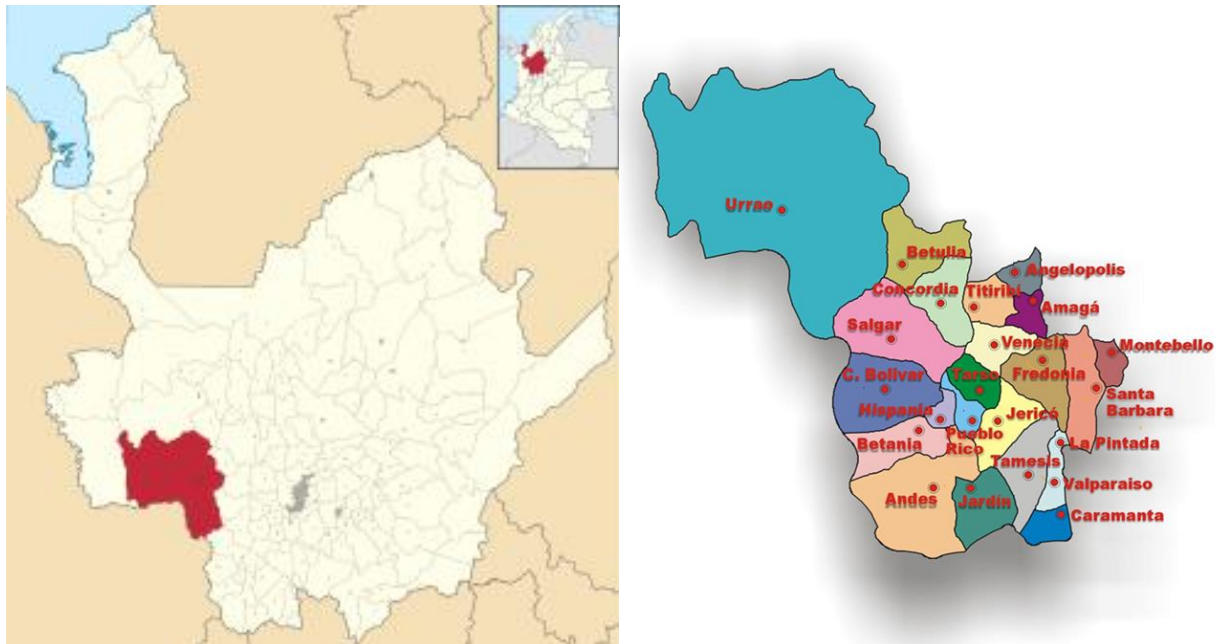 Urrao
Betulia
Angelopolis
Concordia
Titiribí
Amagá
Salgar
Venecia
Montebello
C. Bolivar
Tarso
Fredonia
Santa
Barbara
Hispania
Jericó
Betania
Pueblo
Rico
La Pintada
Tamesis
Valparaiso
Andes
Jardín
Caramanta